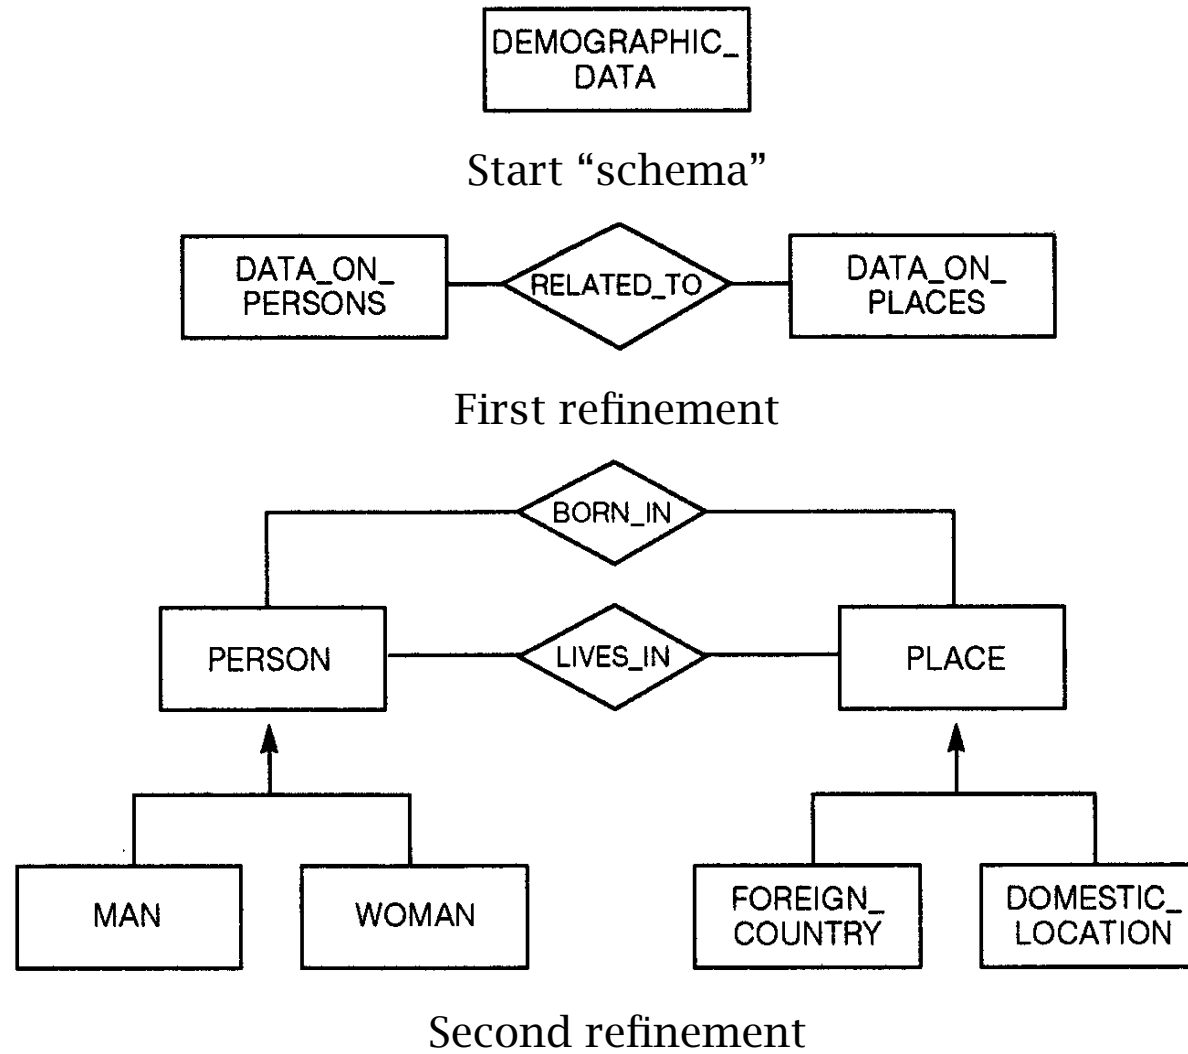 DEMOGRAPHIC_
DATA
Start “schema”
DATA_ON_
PERSONS
RELATED_TO
DATA_ON_
PLACES
First refinement
BORN_IN
PERSON
LIVES_IN
PLACE
MAN
WOMAN
FOREIGN_
COUNTRY
DOMESTIC_
LOCATION
Second refinement